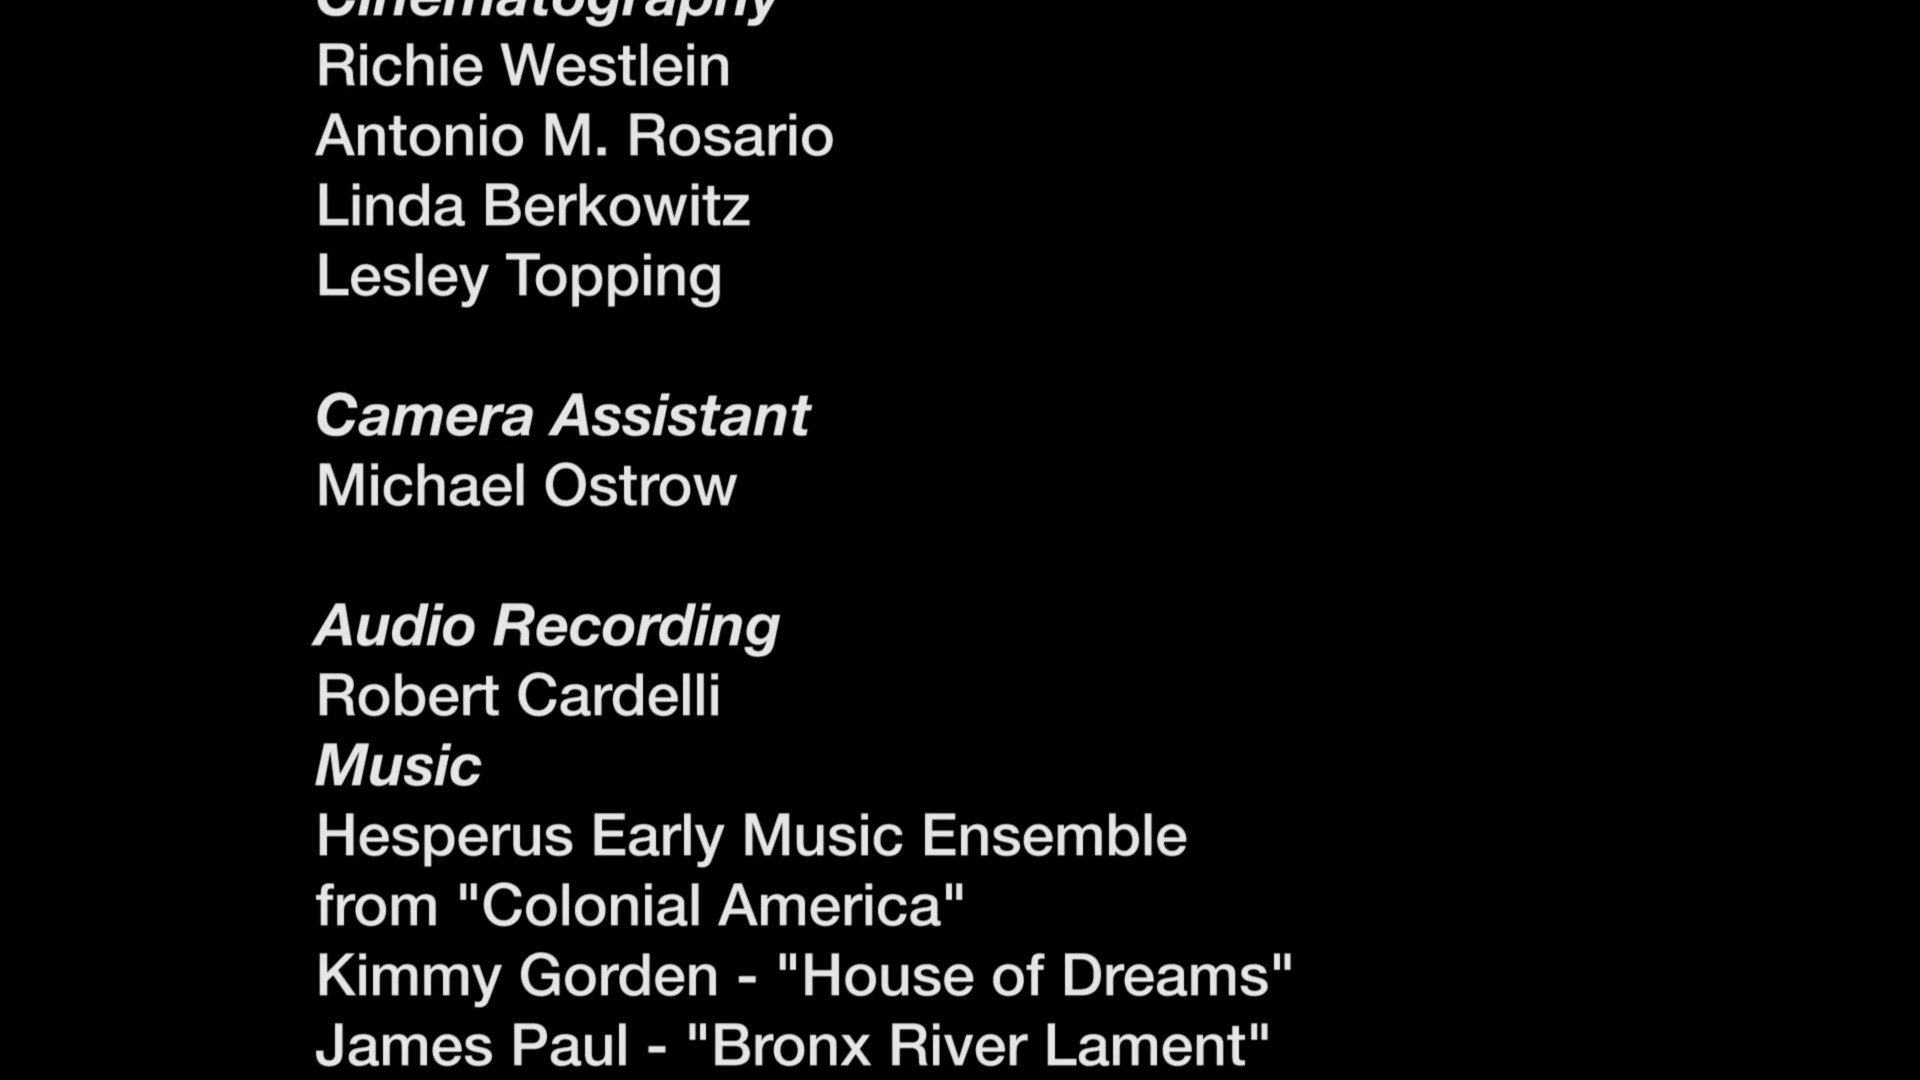 Cinematography
Richie Westlein
Antonio M. Rosario
Linda Berkowitz
Lesley Topping
Camera Assistant
Michael Ostrow
Audio Recording
Robert Cardelli
Music
Hesperus Early Music Ensemble
from "Colonial America"
Kimmy Gorden - "House of Dreams"
James Paul - "Bronx River Lament"